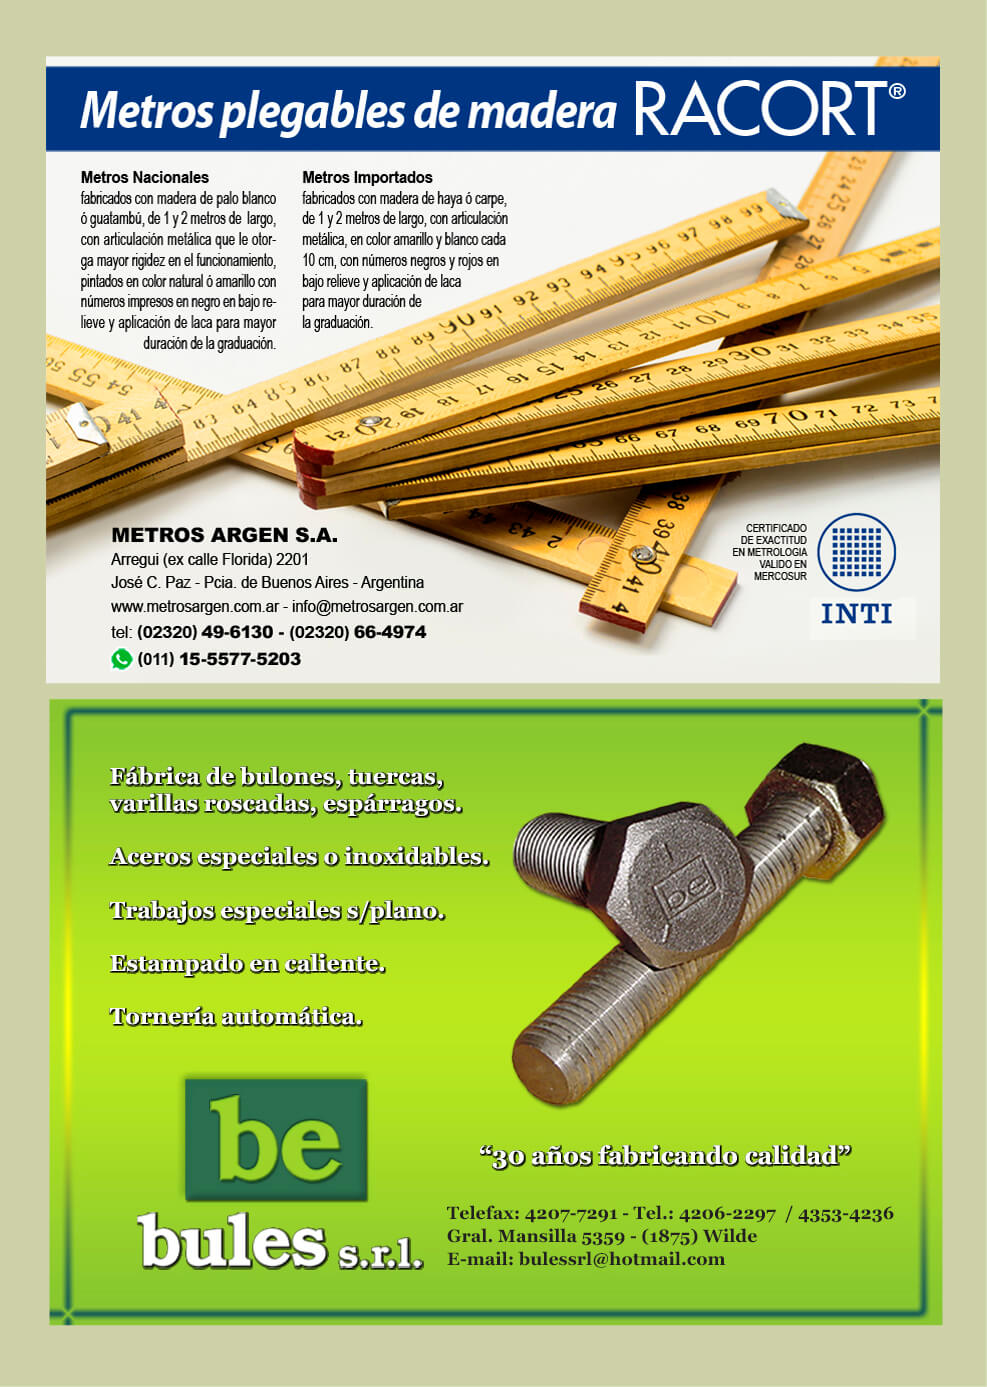 Metros plegables de madera RACORT®
Metros Nacionales
fabricados con madera de palo blanco
ó guatambú, de 1 y 2 metros de largo,
con articulación metálica que le otor-
ga mayor rigidez en el funcionamiento,
pintados en color natural ó amarillo con
números impresos en negro en bajo re-
lieve y aplicación de laca para mayor
duración de la graduación.
Metros Importados
fabricados con madera de haya ó carpe,
de 1 y 2 metros de largo, con articulación
metálica, en color amarillo y blanco cada
10 cm, con números negros y rojos en
bajo relieve y aplicación de laca
para mayor duración de
la graduación.
METROS ARGEN S.A.
Arregui (ex calle Florida) 2201
José C. Paz - Pcia. de Buenos Aires - Argentina
www.metrosargen.com.ar - info@metrosargen.com.ar
tel: (02320) 49-6130 - (02320) 66-4974
(011) 15-5577-5203
CERTIFICADO
DE EXACTITUD
EN METROLOGIA
VALIDO EN
MERCOSUR
INTI
Fábrica de bulones, tuercas,
varillas roscadas, espárragos.
Aceros especiales o inoxidables.
Trabajos especiales s/plano.
Estampado en caliente.
Tornería automática.
be
be
bules s.r.l.
“30 años fabricando calidad”
Telefax: 4207-7291 - Tel.: 4206-2297 / 4353-4236
Gral. Mansilla 5359 - (1875) Wilde
E-mail: bulessrl@hotmail.com